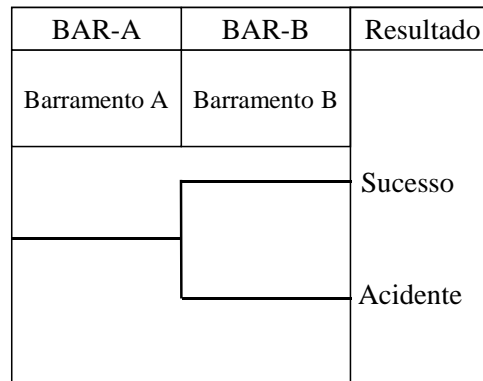 BAR-A BAR-B Resultado
Barramento A Barramento B
Sucesso
Acidente